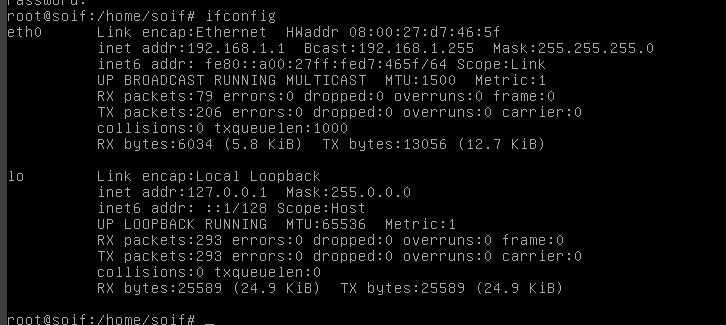 Password:
root@soif:/home/soif# ifconfig
eth0      Link encap:Ethernet  HWaddr 08:00:27:d7:46:5f
          inet addr:192.168.1.1  Bcast:192.168.1.255  Mask:255.255.255.0
          inet6 addr: fe80::a00:27ff:fed7:465f/64 Scope:Link
          UP BROADCAST RUNNING MULTICAST  MTU:1500  Metric:1
          RX packets:79 errors:0 dropped:0 overruns:0 frame:0
          TX packets:206 errors:0 dropped:0 overruns:0 carrier:0
          collisions:0 txqueuelen:1000
          RX bytes:6034 (5.8 KiB)  TX bytes:13056 (12.7 KiB)

lo        Link encap:Local Loopback
          inet addr:127.0.0.1  Mask:255.0.0.0
          inet6 addr: ::1/128 Scope:Host
          UP LOOPBACK RUNNING  MTU:65536  Metric:1
          RX packets:293 errors:0 dropped:0 overruns:0 frame:0
          TX packets:293 errors:0 dropped:0 overruns:0 carrier:0
          collisions:0 txqueuelen:0
          RX bytes:25589 (24.9 KiB)  TX bytes:25589 (24.9 KiB)

root@soif:/home/soif# _